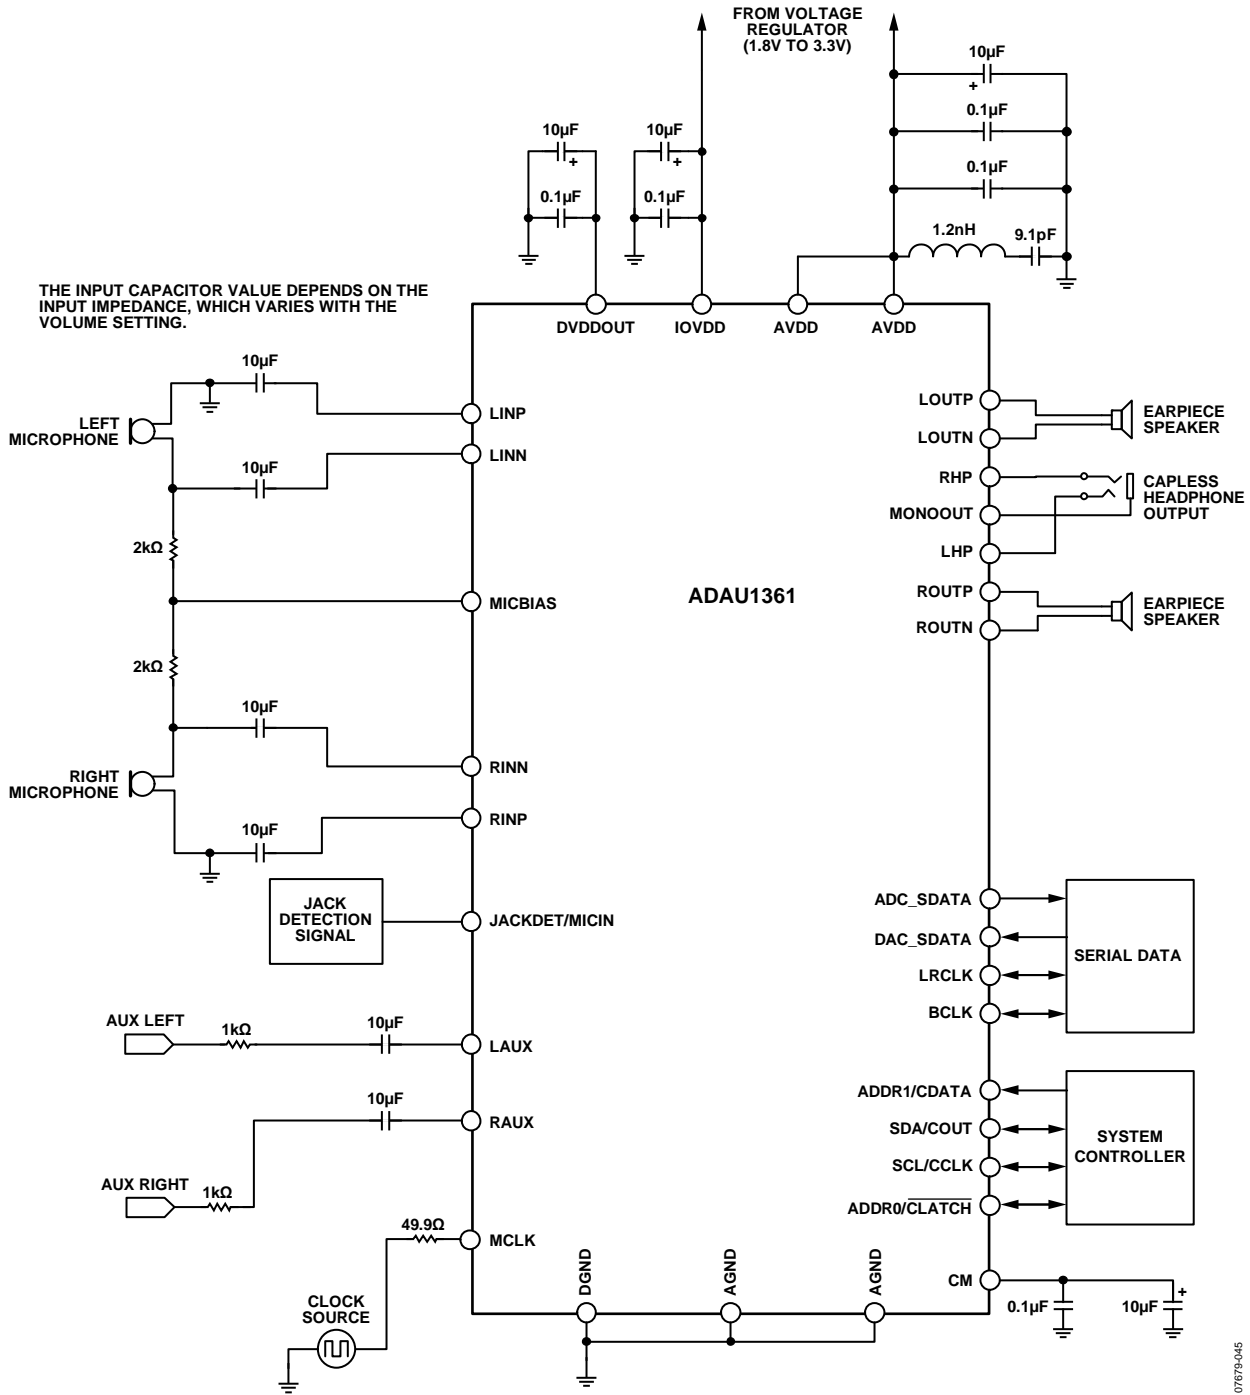 FROM VOLTAGE
REGULATOR
(1.8V TO 3.3V)
10µF
+
0.1µF
0.1µF
1.2nH
9.1pF
10µF
+
0.1µF
10µF
+
0.1µF
THE INPUT CAPACITOR VALUE DEPENDS ON THE
INPUT IMPEDANCE, WHICH VARIES WITH THE
VOLUME SETTING.
DVDDOUT
IOVDD
AVDD
AVDD
10µF
LEFT
MICROPHONE
LINP
LINN
10µF
2kΩ
MICBIAS
2kΩ
10µF
RIGHT
MICROPHONE
RINN
RINP
10µF
JACK
DETECTION
SIGNAL
JACKDET/MICIN
AUX LEFT
1kΩ
10µF
LAUX
10µF
RAUX
AUX RIGHT
1kΩ
49.9Ω
MCLK
CLOCK
SOURCE
ADAU1361
LOUTP
LOUTN
EARPIECE
SPEAKER
RHP
MONOOUT
LHP
CAPLESS
HEADPHONE
OUTPUT
ROUTP
ROUTN
EARPIECE
SPEAKER
ADC_SDATA
DAC_SDATA
LRCLK
BCLK
SERIAL DATA
ADDR1/CDATA
SDA/COUT
SCL/CCLK
ADDR0/CLATCH
SYSTEM
CONTROLLER
DGND
AGND
AGND
CM
0.1µF
10µF
+
07679-045